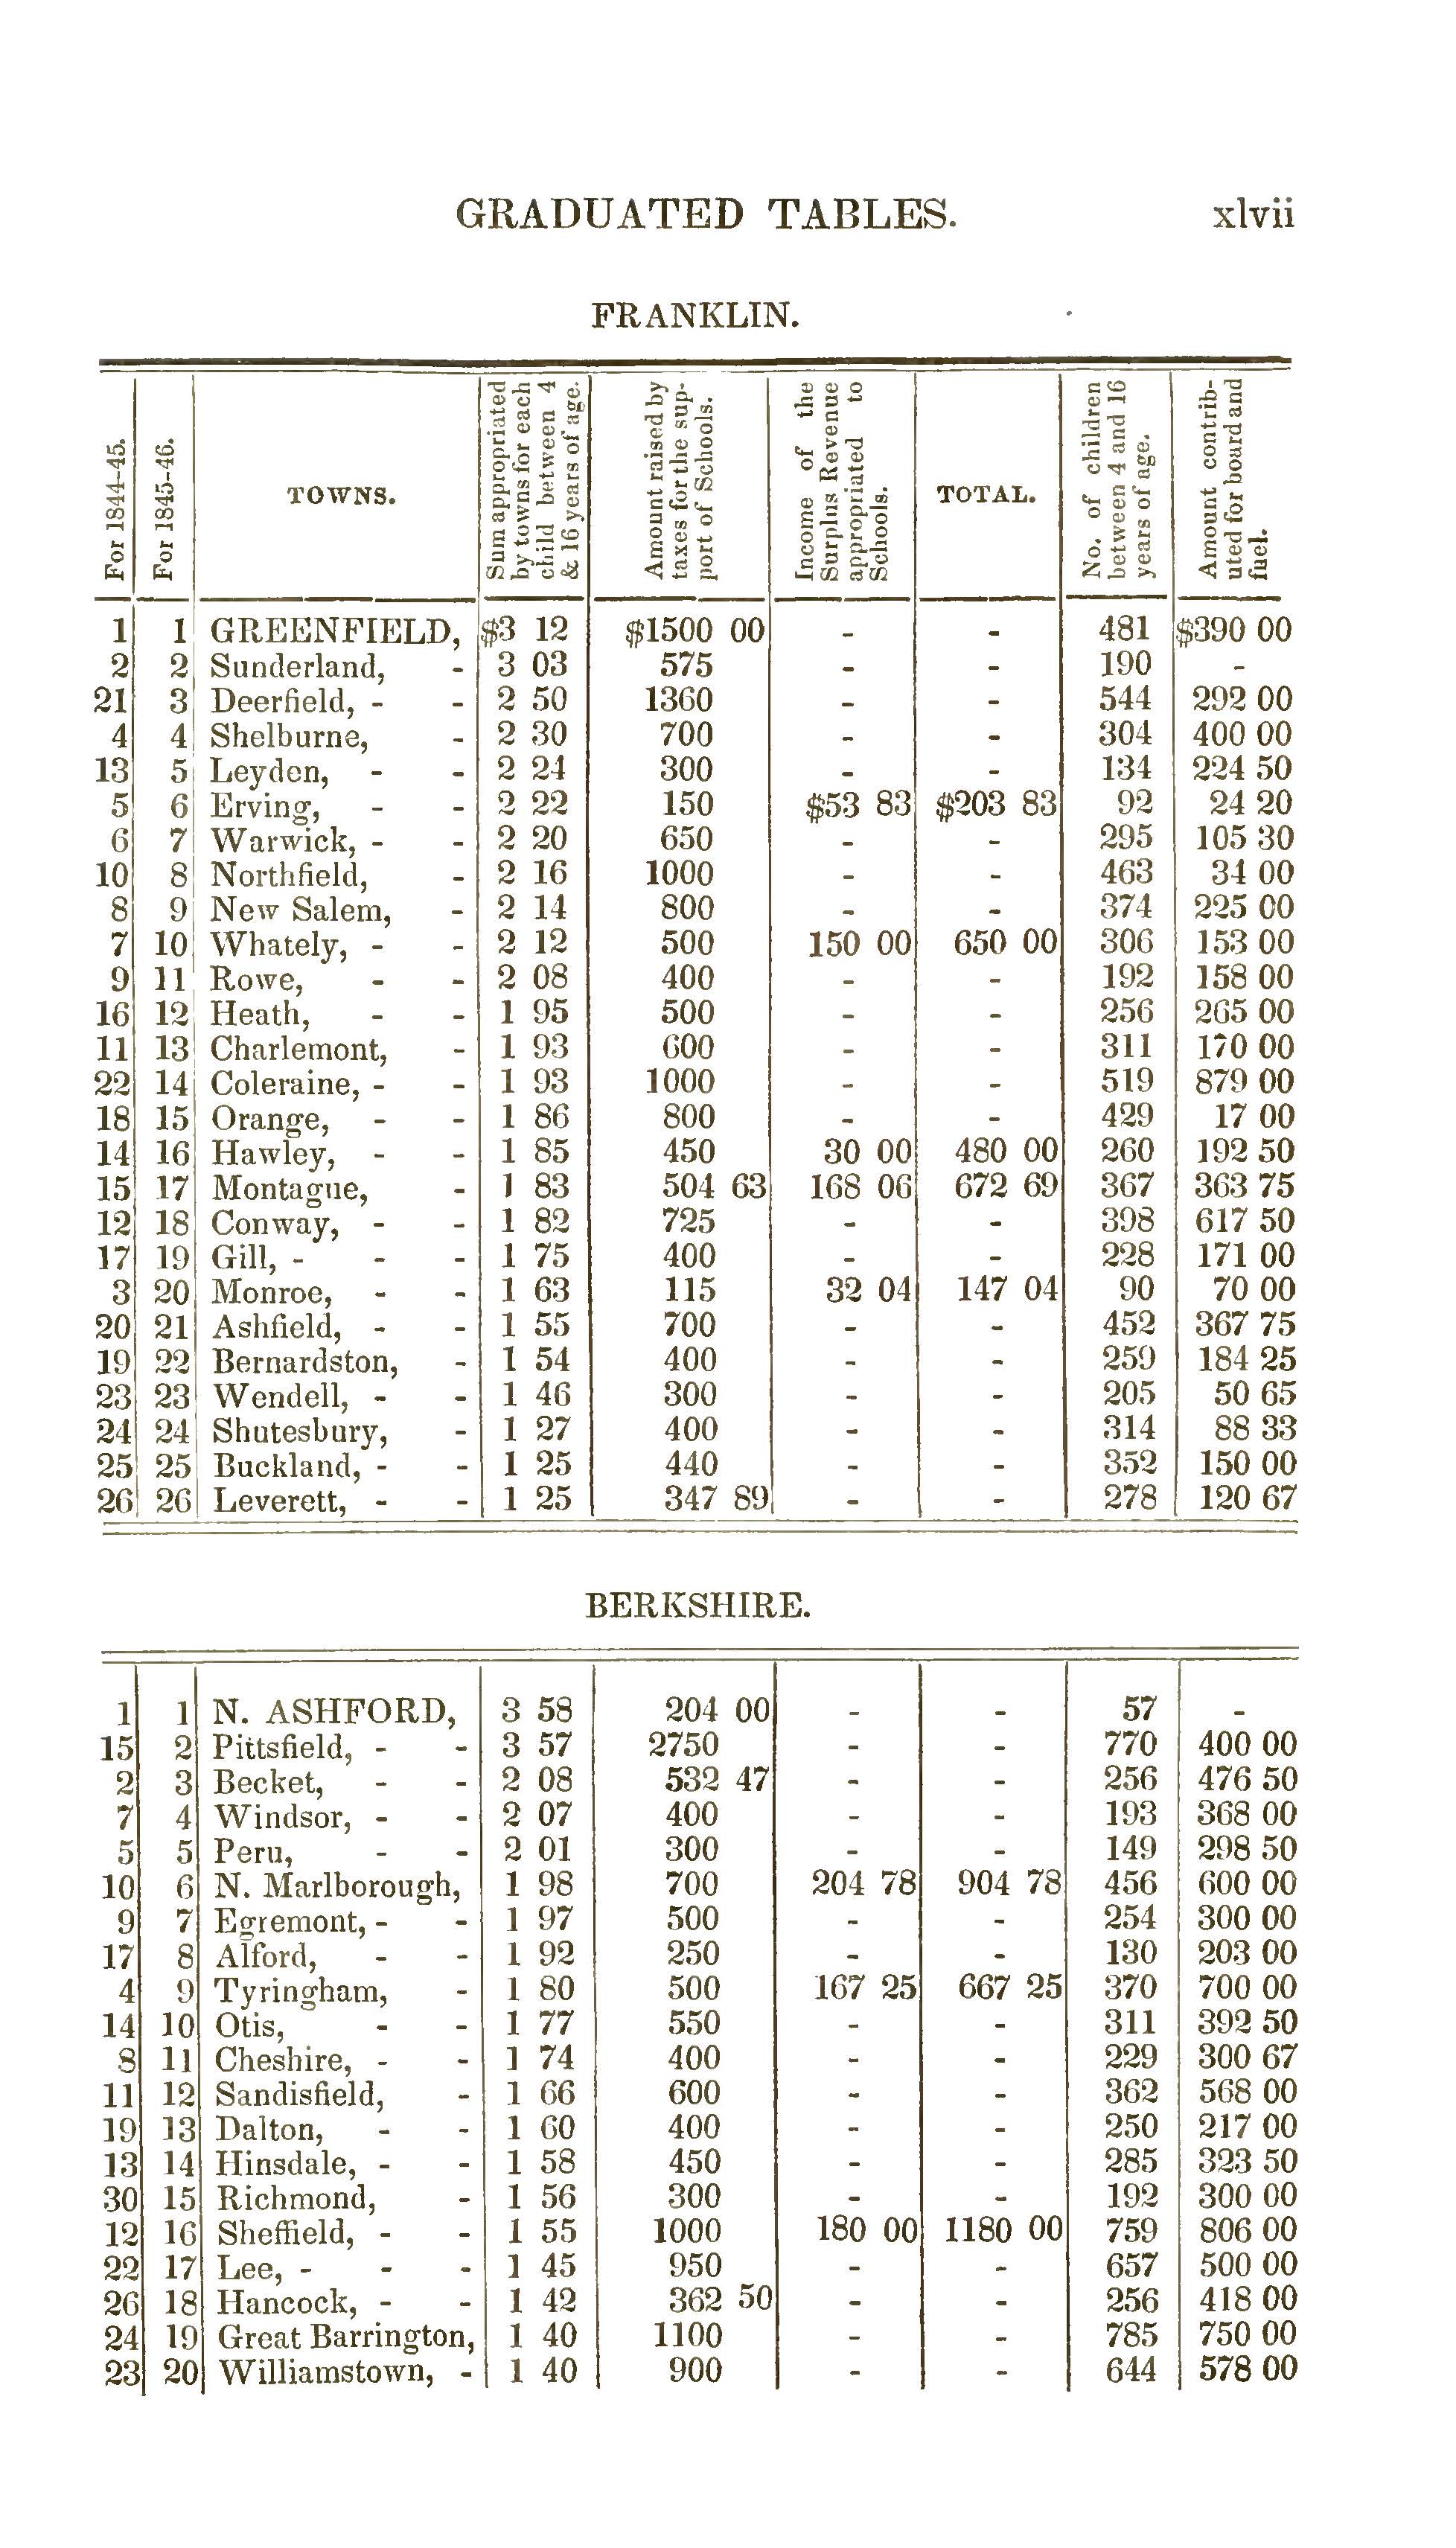 GRADUATED TABLES. xlvii
FRANKLIN.
For 1844-45. For 1845-46. TOWNS. Sum appropriated by towns for each child between 4 & 16 years of age. Amount raised by taxes for the support of Schools. Income of the Surplus Revenue appropriated to Schools. TOTAL. No. of children between 4 and 16 years of age. Amount contributed for board and fuel.
1 1 GREENFIELD, $3 12 $1500 00 - - 481 $390 00
2 2 Sunderland, - 3 03 575 - - 190 -
21 3 Deerfield, - - 2 50 1360 - - 544 292 00
4 4 Shelburne, - 2 30 700 - - 304 400 00
13 5 Leyden, - - 2 24 300 - - 134 224 50
5 6 Erving, - - 2 22 150 $53 83 $203 83 92 24 20
6 7 Warwick, - - 2 20 650 - - 295 105 30
10 8 Northfield, - 2 16 1000 - - 463 34 00
8 9 New Salem, - 2 14 800 - - 374 225 00
7 10 Whately, - - 2 12 500 150 00 650 00 306 153 00
9 11 Rowe, - - 2 08 400 - - 192 158 00
16 12 Heath, - - 1 95 500 - - 256 265 00
11 13 Charlemont, - 1 93 600 - - 311 170 00
22 14 Coleraine, - - 1 93 1000 - - 519 879 00
18 15 Orange, - - 1 86 800 - - 429 17 00
14 16 Hawley, - - 1 85 450 30 00 480 00 260 192 50
15 17 Montague, - 1 83 504 63 168 06 672 69 367 363 75
12 18 Conway, - - 1 82 725 - - 398 617 50
17 19 Gill, - - - 1 75 400 - - 228 171 00
3 20 Monroe, - - 1 63 115 32 04 147 04 90 70 00
20 21 Ashfield, - - 1 55 700 - - 452 367 75
19 22 Bernardston, - 1 54 400 - - 259 184 25
23 23 Wendell, - - 1 46 300 - - 205 50 65
24 24 Shutesbury, - 1 27 400 - - 314 88 33
25 25 Buckland, - - 1 25 440 - - 352 150 00
26 26 Leverett, - - 1 25 347 89 - - 278 120 67
BERKSHIRE.
1 1 N. ASHFORD, 3 58 204 00 - - 57 -
15 2 Pittsfield, - - 3 57 2750 - - 770 400 00
2 3 Becket, - - 2 08 532 47 - - 256 476 50
7 4 Windsor, - - 2 07 400 - - 193 368 00
5 5 Peru, - - 2 01 300 - - 149 298 50
10 6 N. Marlborough, 1 98 700 204 78 904 78 456 600 00
9 7 Egremont, - - 1 97 500 - - 254 300 00
17 8 Alford, - - 1 92 250 - - 130 203 00
4 9 Tyringham, - 1 80 500 167 25 667 25 370 700 00
14 10 Otis, - - 1 77 550 - - 311 392 50
8 11 Cheshire, - - 1 74 400 - - 229 300 67
11 12 Sandisfield, - 1 66 600 - - 362 568 00
19 13 Dalton, - - 1 60 400 - - 250 217 00
13 14 Hinsdale, - - 1 58 450 - - 285 323 50
30 15 Richmond, - 1 56 300 - - 192 300 00
12 16 Sheffield, - - 1 55 1000 180 00 1180 00 759 806 00
22 17 Lee, - - - 1 45 950 - - 657 500 00
26 18 Hancock, - - 1 42 362 50 - - 256 418 00
24 19 Great Barrington, 1 40 1100 - - 785 750 00
23 20 Williamstown, - 1 40 900 - - 644 578 00